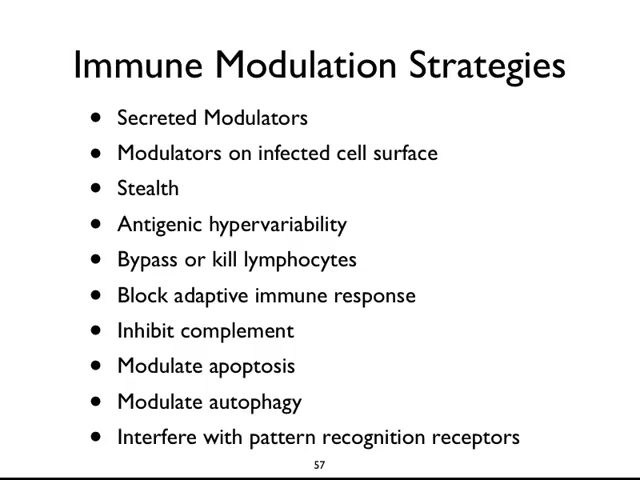 Immune Modulation Strategies
• Secreted Modulators
• Modulators on infected cell surface
• Stealth
• Antigenic hypervariability
• Bypass or kill lymphocytes
• Block adaptive immune response
• Inhibit complement
• Modulate apoptosis
• Modulate autophagy
• Interfere with pattern recognition receptors
57